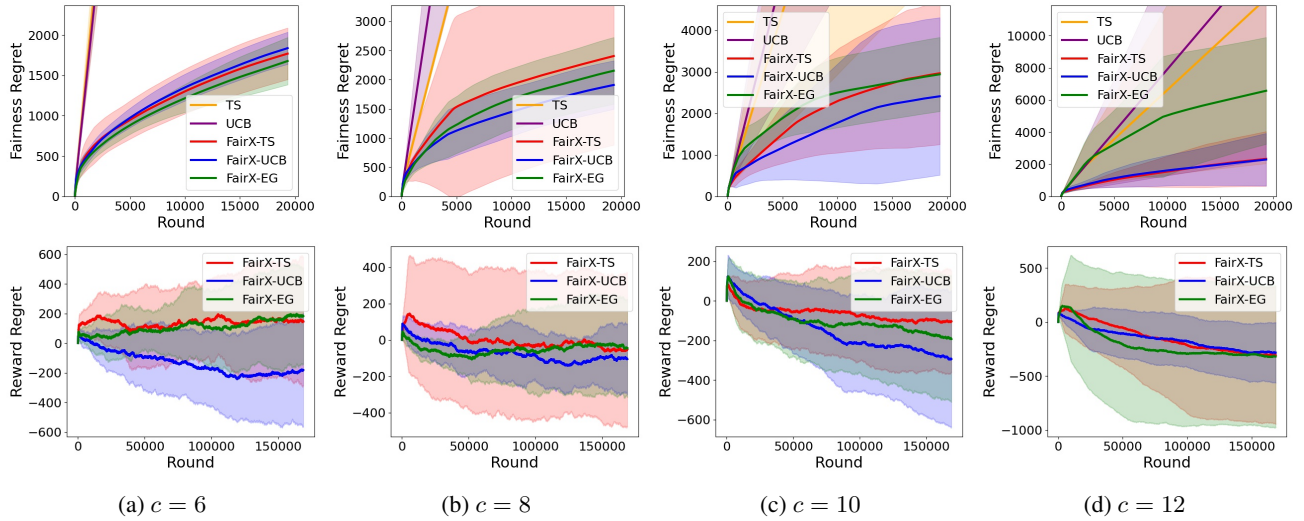 Fairness Regret
2000
1500
1000
500
0
TS
UCB
FairX-TS
FairX-UCB
FairX-EG
0 5000 10000 15000 20000
Round
Fairness Regret
3000
2500
2000
1500
1000
500
0
TS
UCB
FairX-TS
FairX-UCB
FairX-EG
0 5000 10000 15000 20000
Round
Fairness Regret
4000
3000
2000
1000
0
TS
UCB
FairX-TS
FairX-UCB
FairX-EG
0 5000 10000 15000 20000
Round
Fairness Regret
12000
10000
8000
6000
4000
2000
0
TS
UCB
FairX-TS
FairX-UCB
FairX-EG
0 5000 10000 15000 20000
Round
Reward Regret
600
400
200
0
−200
−400
−600
FairX-TS
FairX-UCB
FairX-EG
0 50000 100000 150000
Round
Reward Regret
400
200
0
−200
−400
FairX-TS
FairX-UCB
FairX-EG
0 50000 100000 150000
Round
Reward Regret
200
0
−200
−400
−600
FairX-TS
FairX-UCB
FairX-EG
0 50000 100000 150000
Round
Reward Regret
500
0
−500
−1000
FairX-TS
FairX-UCB
FairX-EG
0 50000 100000 150000
Round
(a) c = 6
(b) c = 8
(c) c = 10
(d) c = 12